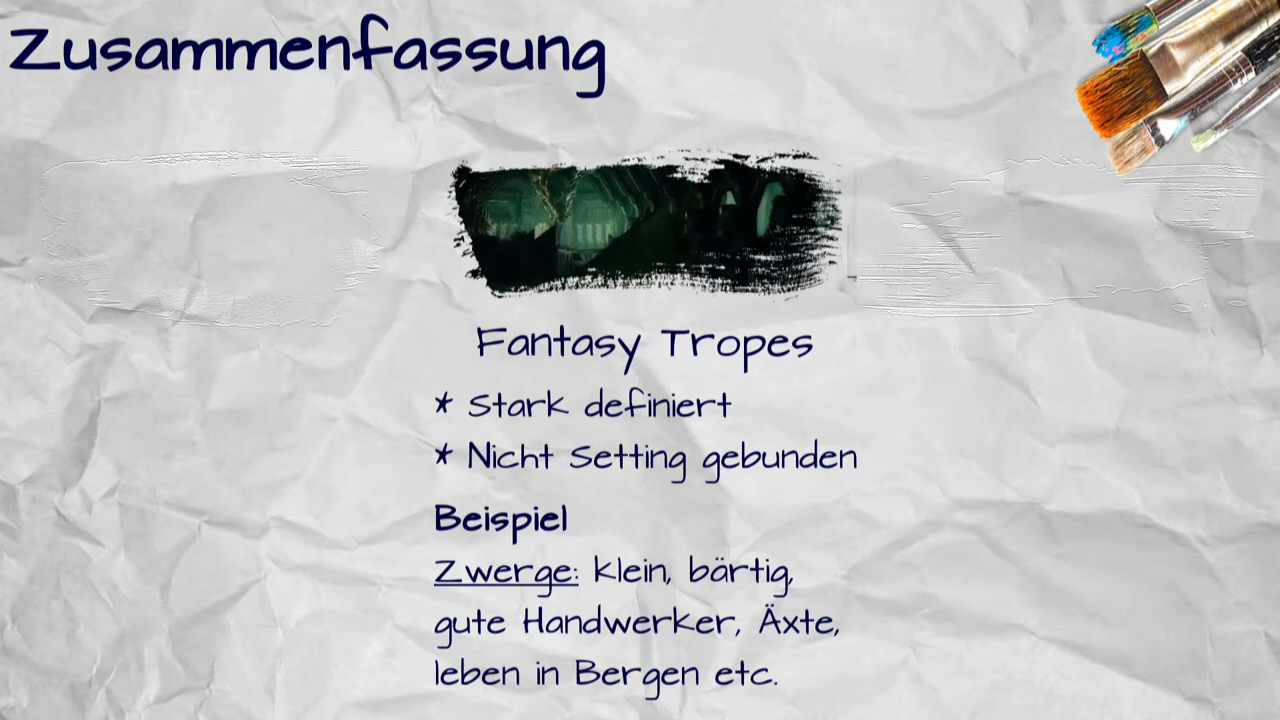 Zusammenfassung
Fantasy Tropes
* Stark definiert
* Nicht Setting gebunden
Beispiel
Zwerge: klein, bärtig,
gute Handwerker, Äxte,
leben in Bergen etc.